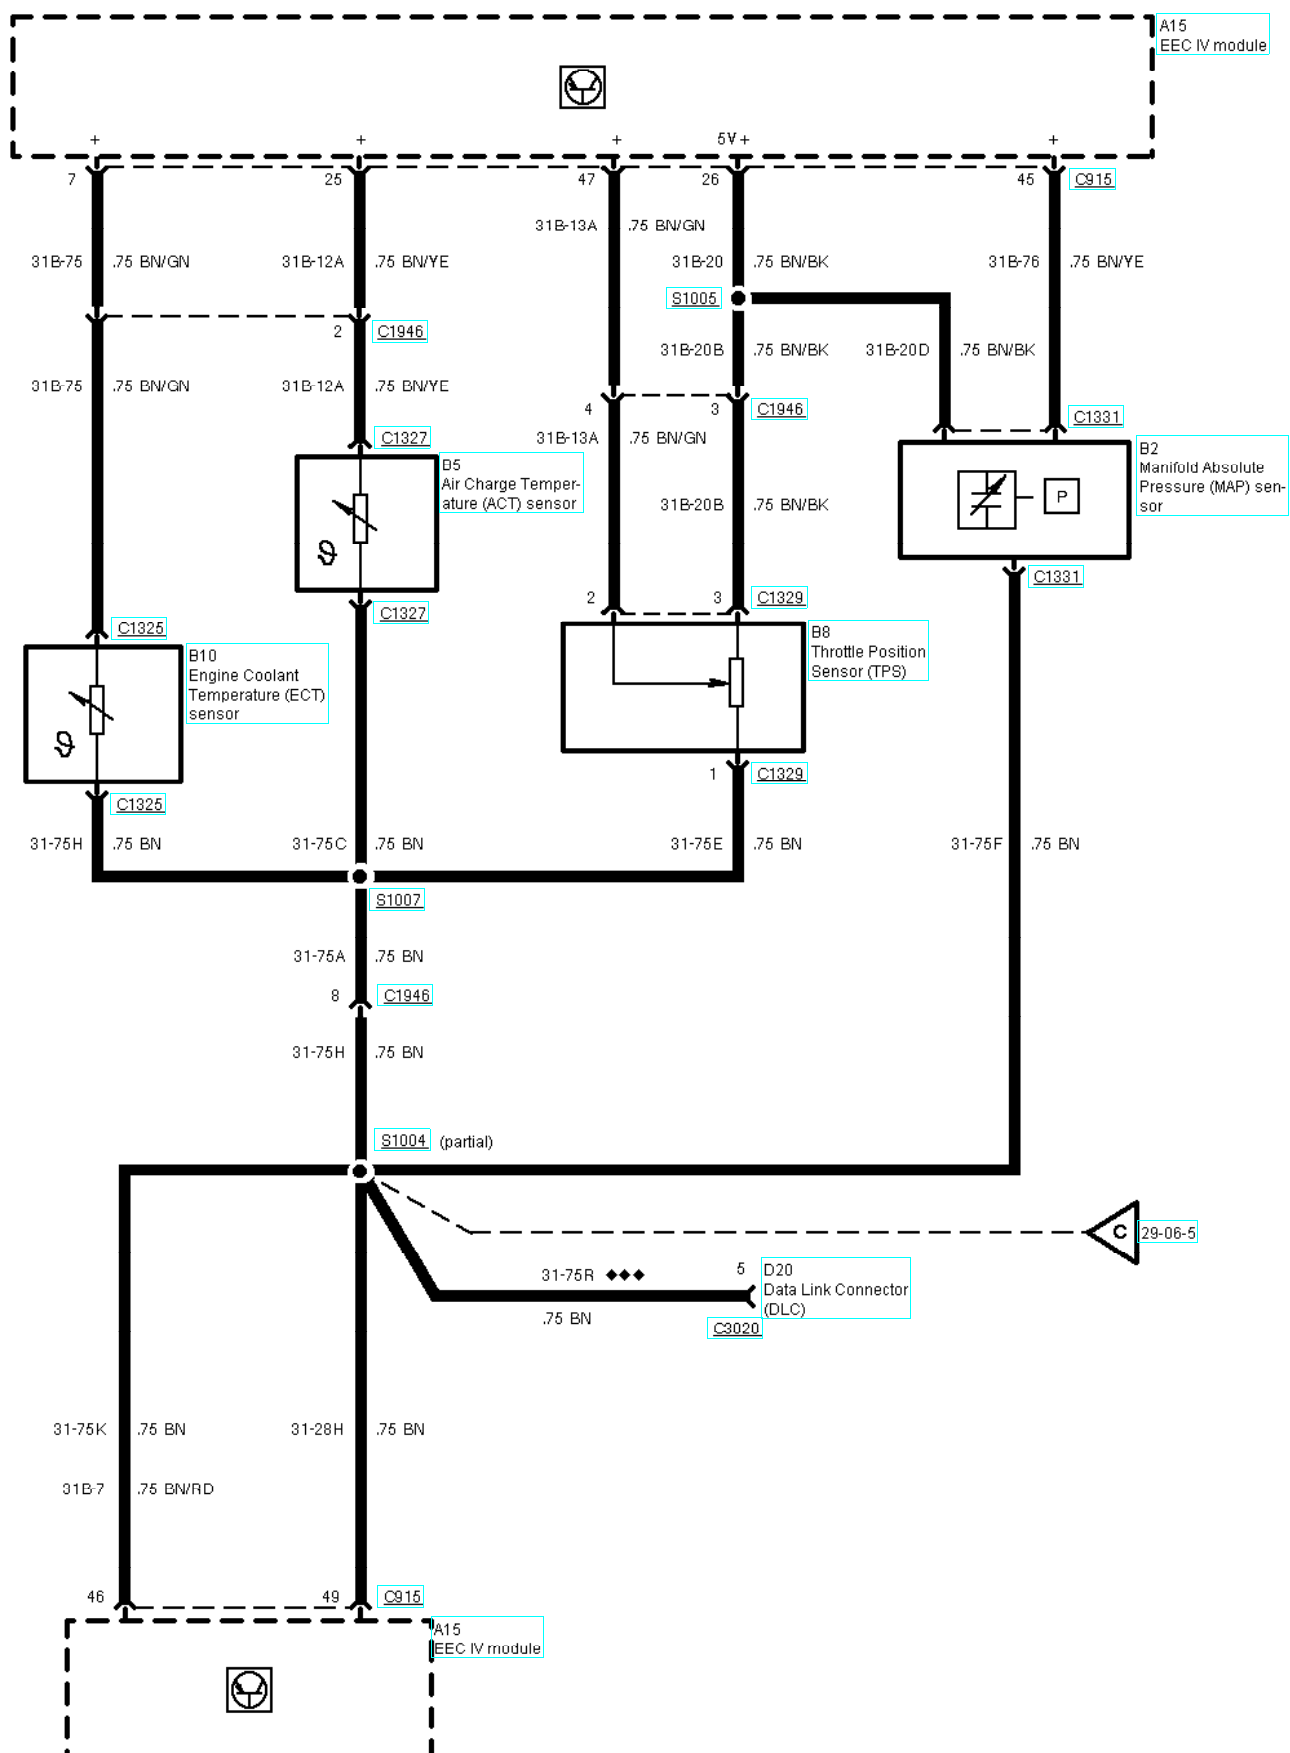 A15
EEC IV module
+ + + 5V+ +
7 25 47 26 45 C915
31B-13A .75 BN/GN
31B-75 .75 BN/GN 31B-12A .75 BN/YE 31B-20 .75 BN/BK 31B-76 .75 BN/YE
S1005
2 C1946
31B-20B .75 BN/BK 31B-20D .75 BN/BK
31B-75 .75 BN/GN 31B-12A .75 BN/YE
4 3 C1946
C1331
C1327 31B-13A .75 BN/GN
B2
Manifold Absolute
Pressure (MAP) sen-
sor
P
B5
Air Charge Temper-
ature (ACT) sensor
31B-20B .75 BN/BK
ϑ
C1331
2 3 C1329
C1327
C1325
B8
Throttle Position
Sensor (TPS)
B10
Engine Coolant
Temperature (ECT)
sensor
ϑ
1 C1329
C1325
31-75H .75 BN 31-75C .75 BN 31-75E .75 BN 31-75F .75 BN
S1007
31-75A .75 BN
8 C1946
31-75H .75 BN
S1004 (partial)
C 29-06-5
31-75R ◆◆◆ 5
D20
Data Link Connector
(DLC)
.75 BN
C3020
31-75K .75 BN 31-28H .75 BN
31B-7 .75 BN/RD
46 49 C915
A15
EEC IV module